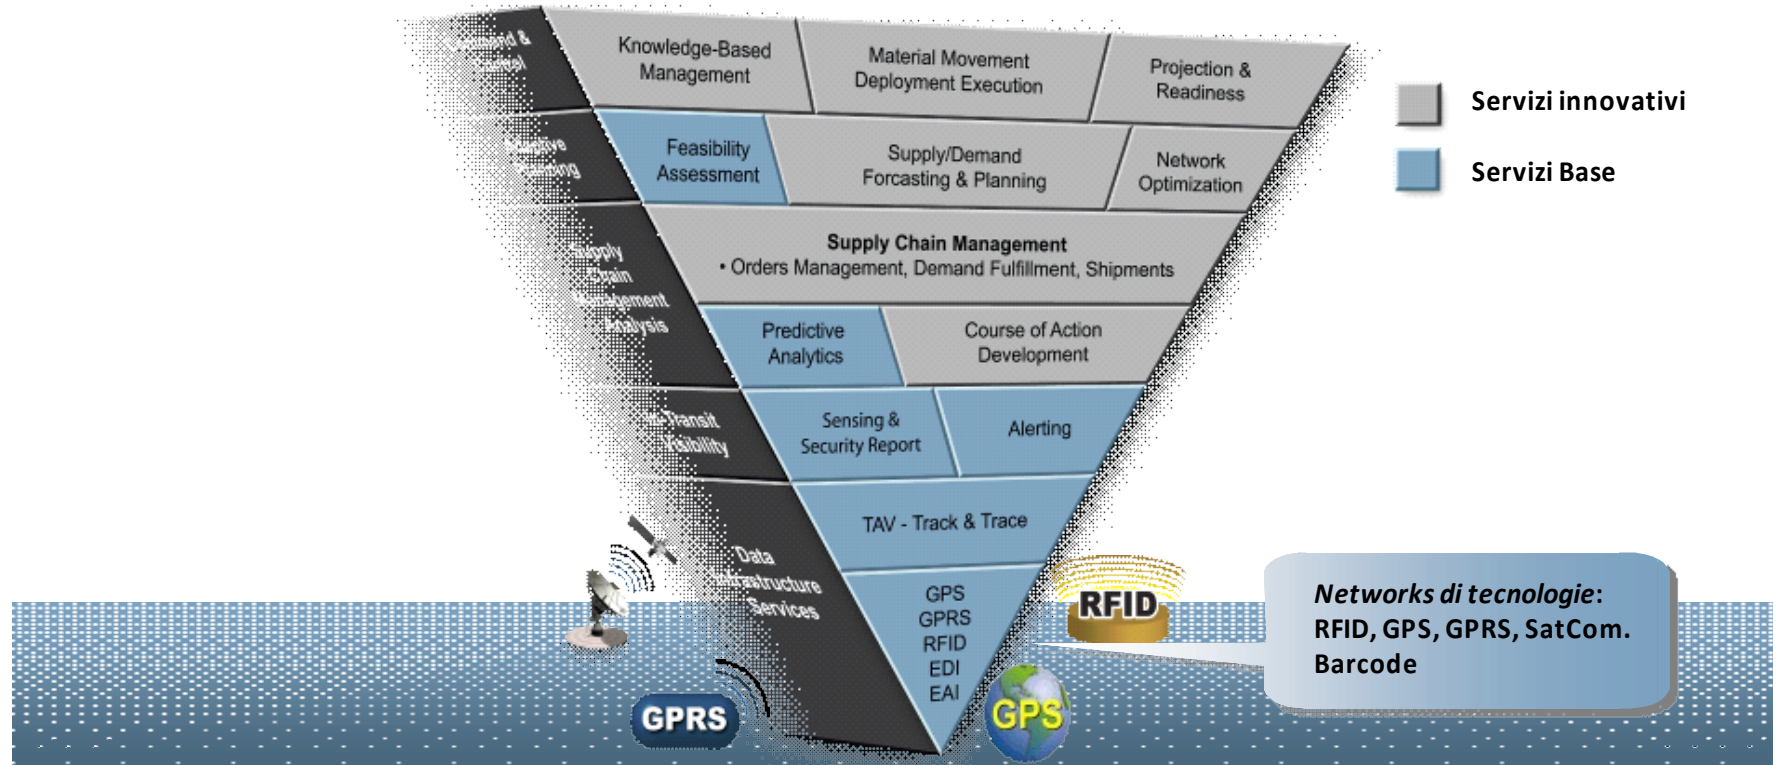 Demand &
Control
Knowledge-Based
Management
Material Movement
Deployment Execution
Projection &
Readiness
Feasibility
Assessment
Supply/Demand
Forcasting & Planning
Network
Optimization
Supply
Chain
Management
Analysis
Supply Chain Management
• Orders Management, Demand Fulfillment, Shipments
Predictive
Analytics
Course of Action
Development
In-Transit
Visibility
Sensing &
Security Report
Alerting
Data
Infrastructure
Services
TAV - Track & Trace
GPS
GPRS
RFID
EDI
EAI
GPRS
GPS
RFID
Servizi innovativi
Servizi Base
Networks di tecnologie:
RFID, GPS, GPRS, SatCom.
Barcode